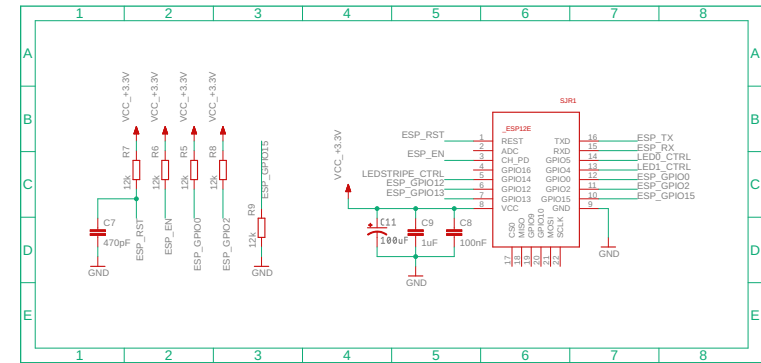 1 2 3 4 5 6 7 8
A A
B B
C C
D D
E E
1 2 3 4 5 6 7 8
VCC_+3.3V
VCC_+3.3V
VCC_+3.3V
VCC_+3.3V
R7
12k
R6
12k
R5
12k
R8
12k
C7
470pF
GND
ESP_RST
ESP_EN
ESP_GPIO0
ESP_GPIO2
ESP_GPIO15
R9
12k
GND
VCC_+3.3V
C11
100uF
C9
1uF
C8
100nF
GND
SJR1
_ESP12E
ESP_RST 1 REST
2 ADC
ESP_EN 3 CH_PD
4 GPIO16
LEDSTRIPE_CTRL 5 GPIO14
ESP_GPIO12 6 GPIO12
ESP_GPIO13 7 GPIO13
8 VCC
TXD 16 ESP_TX
RXD 15 ESP_RX
GPIO5 14 LED0_CTRL
GPIO4 13 LED1_CTRL
GPIO0 12 ESP_GPIO0
GPIO2 11 ESP_GPIO2
GPIO15 10 ESP_GPIO15
GND 9
CS0 17
MISO 18
GPIO9 19
GPIO10 20
MOSI 21
SCLK 22
GND